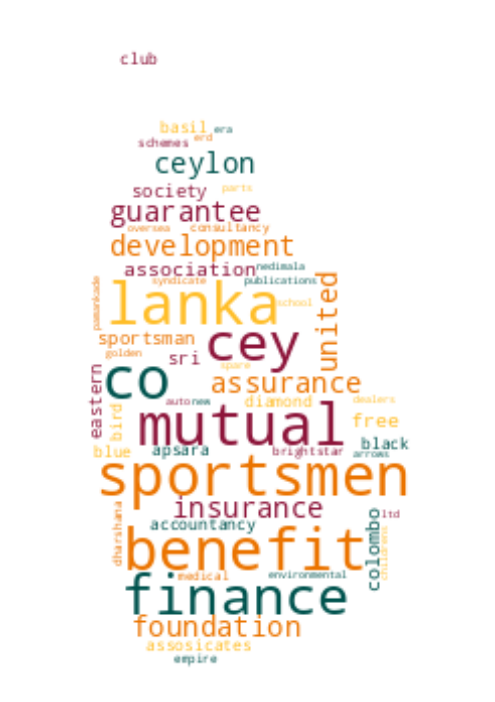 club
basil era
erd
schemes
ceylon
society parts
guarantee
oversea consultancy
development
association nedimala
syndicate publications
pamankade
lanka school
united
sportsman cey
golden
sri spare
co assurance
eastern
autonew diamond dealers
bird mutual free
blue apsara brightstar black
arrows
sportsmen
insurance ltd
accountancy colombo
dharshana
benefit childrens
medical environmental
finance
foundation
assosicates
empire